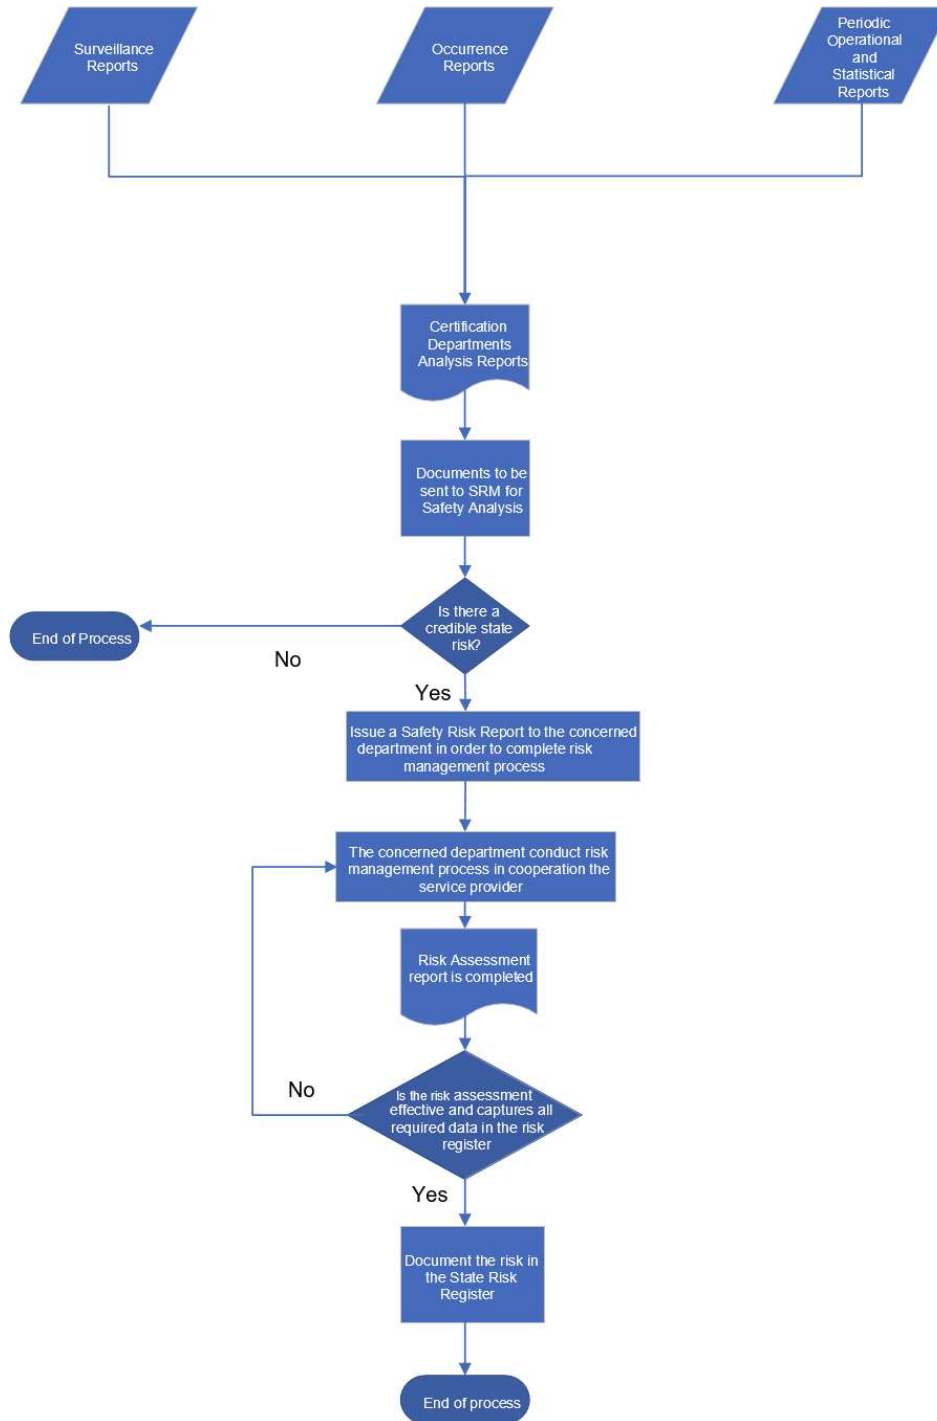 Surveillance
Reports
Occurrence
Reports
Periodic
Operational
and
Statistical
Reports
Certification
Departments
Analysis Reports
Documents to be
sent to SRM for
Safety Analysis
Is there a
credible state
risk?
End of Process
No
Yes
Issue a Safety Risk Report to the concerned
department in order to complete risk
management process
The concerned department conduct risk
management process in cooperation the
service provider
Risk Assessment
report is completed
Is the risk assessment
effective and captures all
required data in the risk
register
No
Yes
Document the risk in
the State Risk
Register
End of process